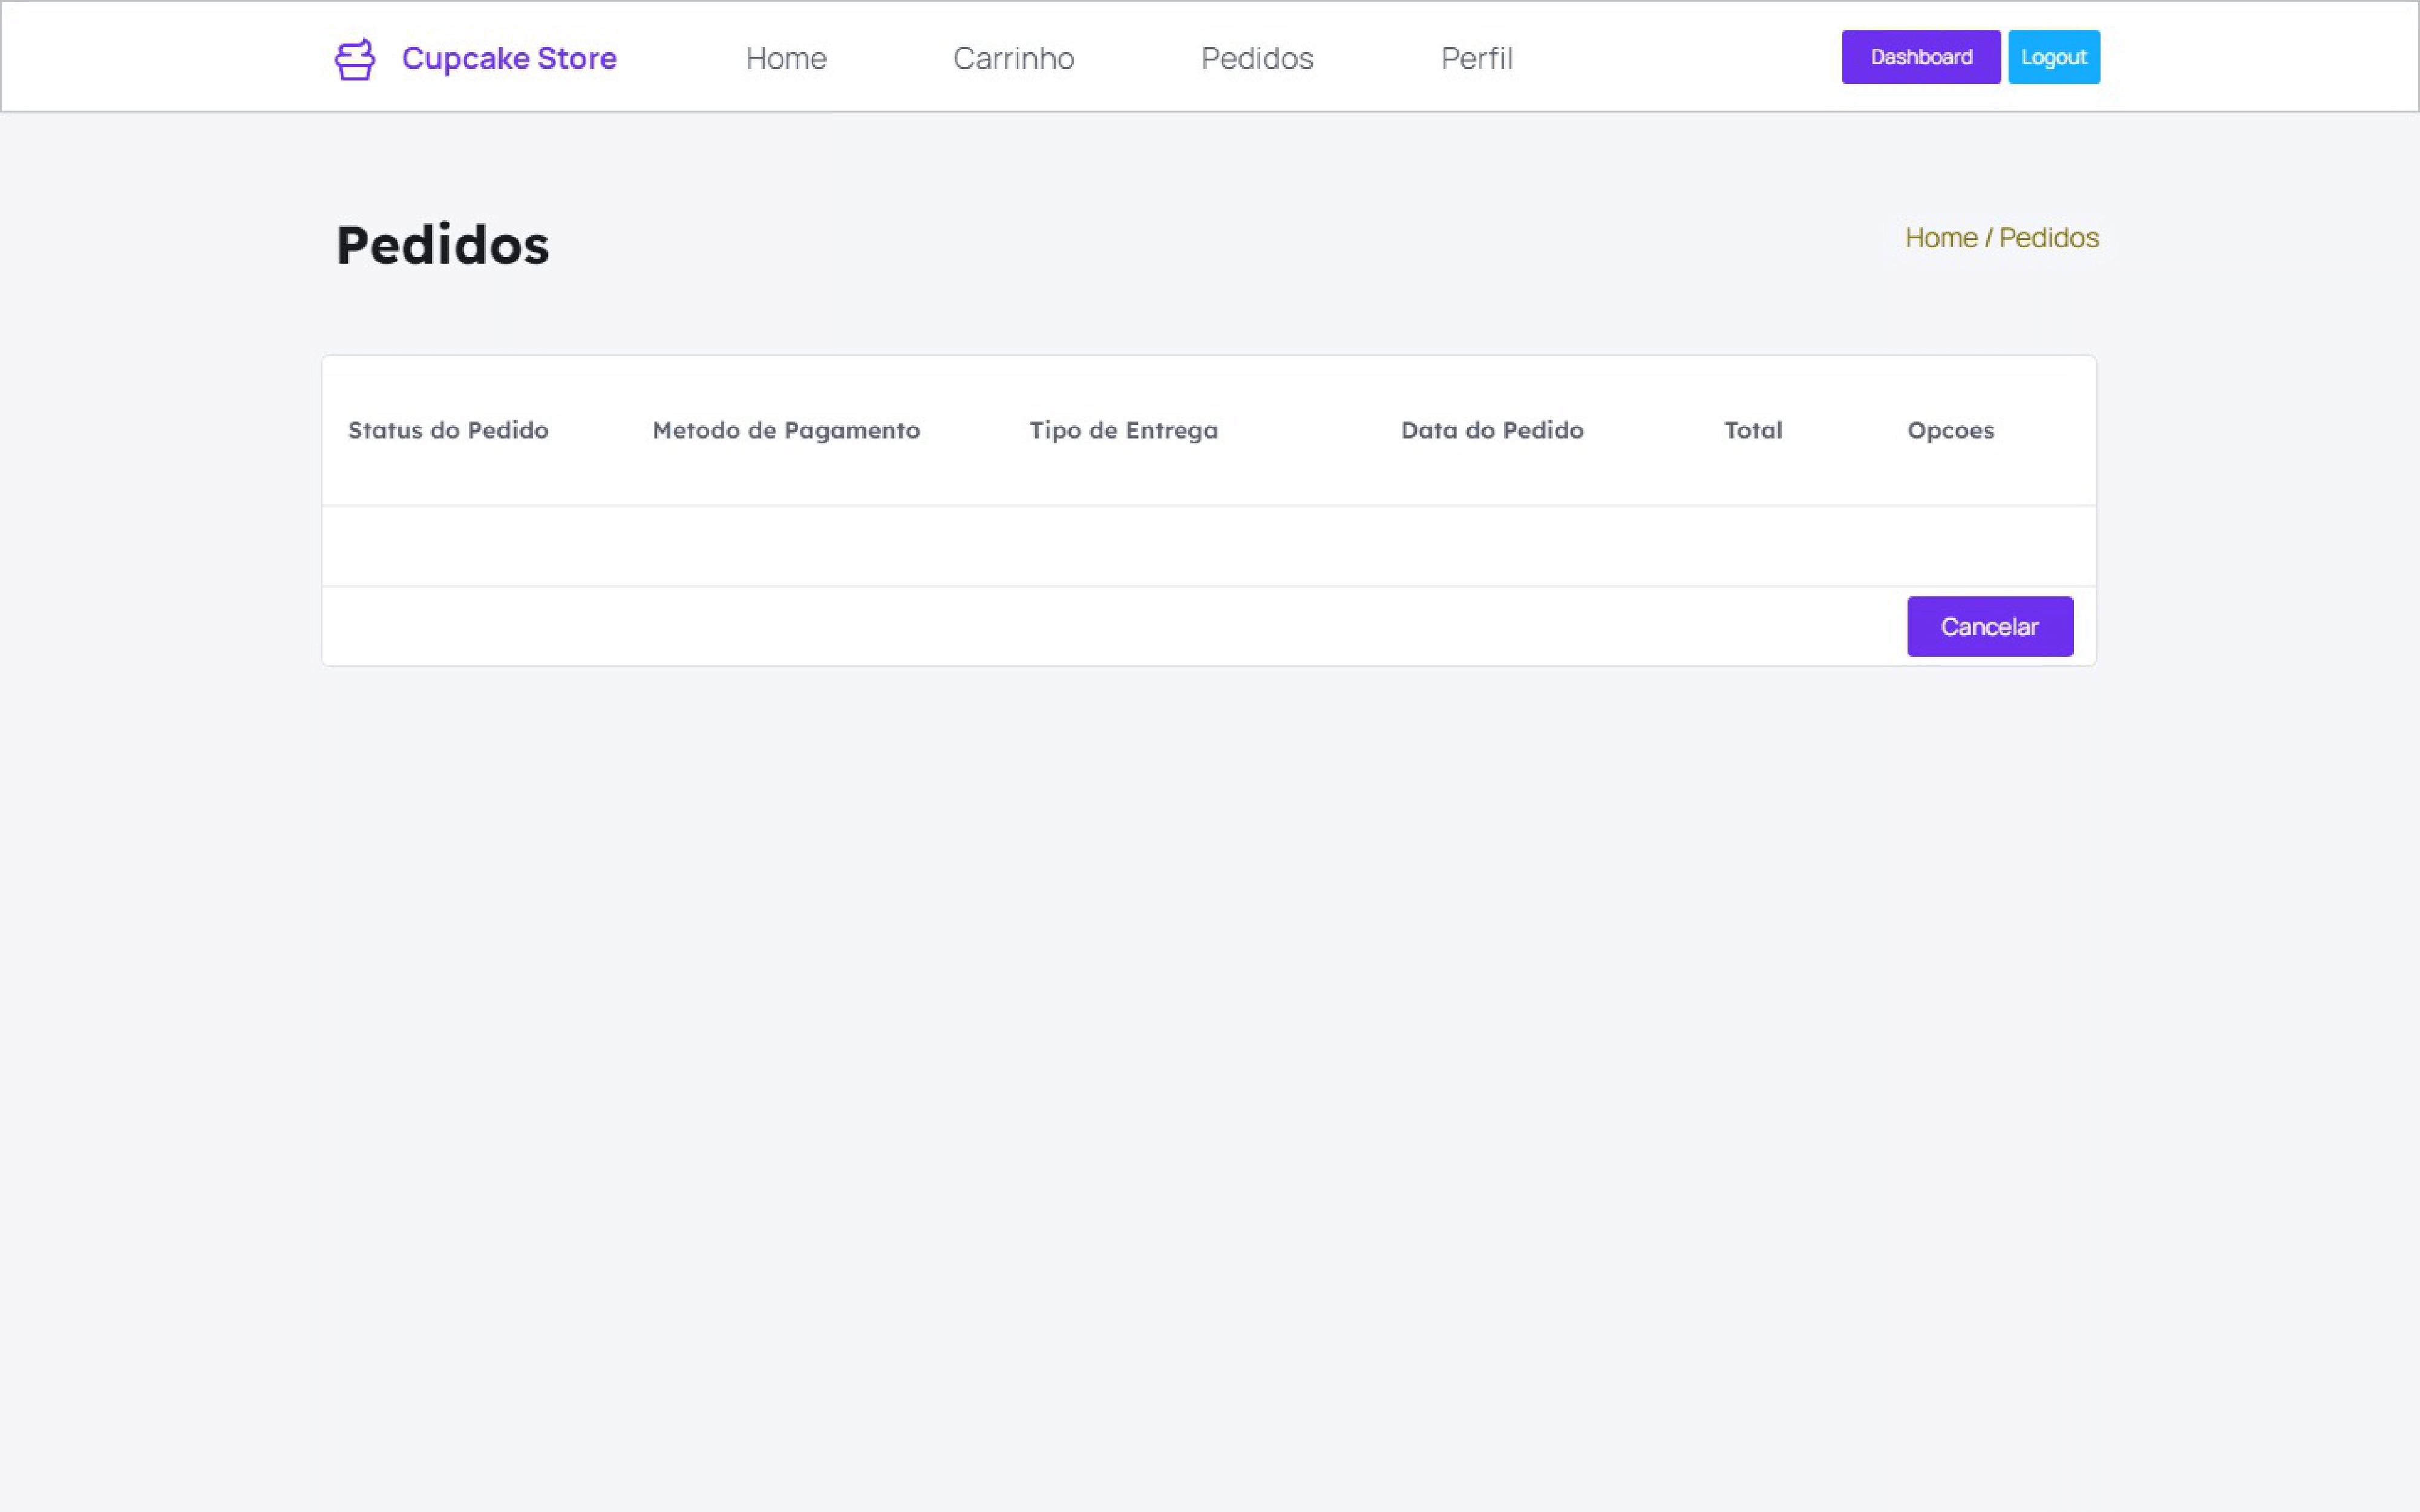 Cupcake Store Home Carrinho Pedidos Perfil Dashboard Logout
Pedidos Home / Pedidos
Status do Pedido Metodo de Pagamento Tipo de Entrega Data do Pedido Total Opcoes
Cancelar